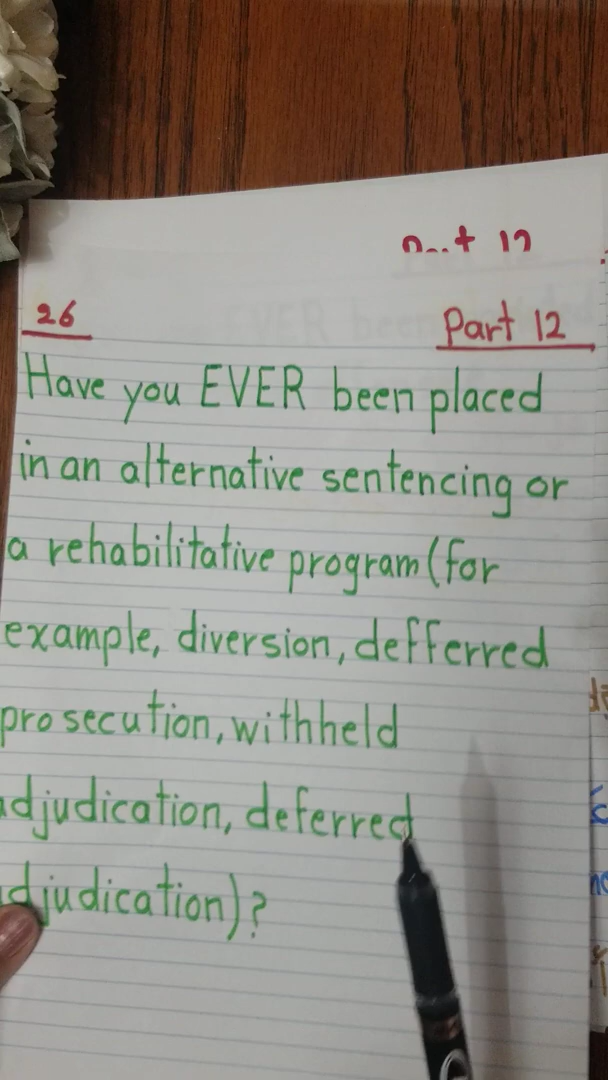 Part 12
26
Part 12
Have you EVER been placed
in an alternative sentencing or
a rehabilitative program (for
example, diversion, defferred
prosecution, withheld
adjudication, deferred
djudication)?